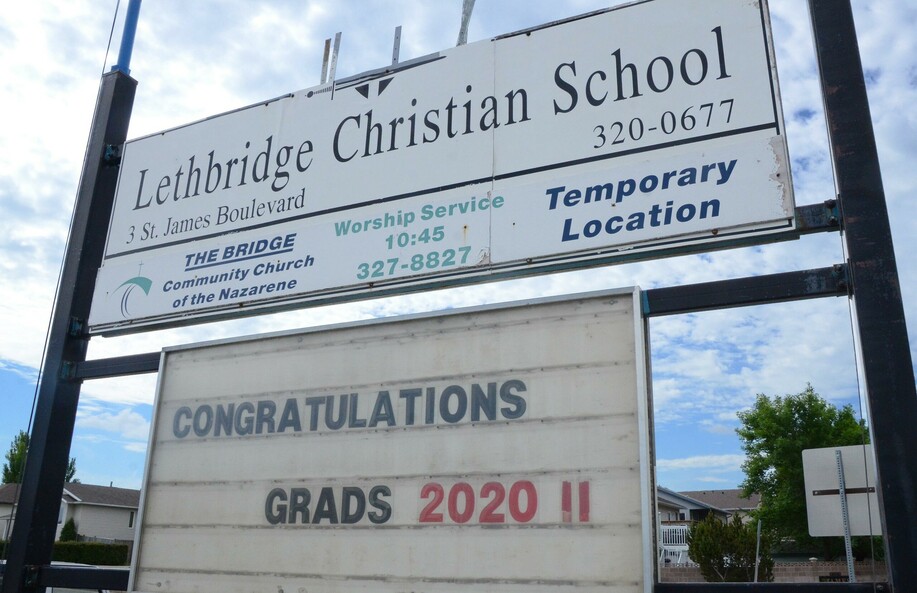 Lethbridge Christian School
320-0677
3 St. James Boulevard
THE BRIDGE
Community Church
of the Nazarene
Worship Service
10:45
327-8827
Temporary
Location
CONGRATULATIONS
GRADS 2020 ||